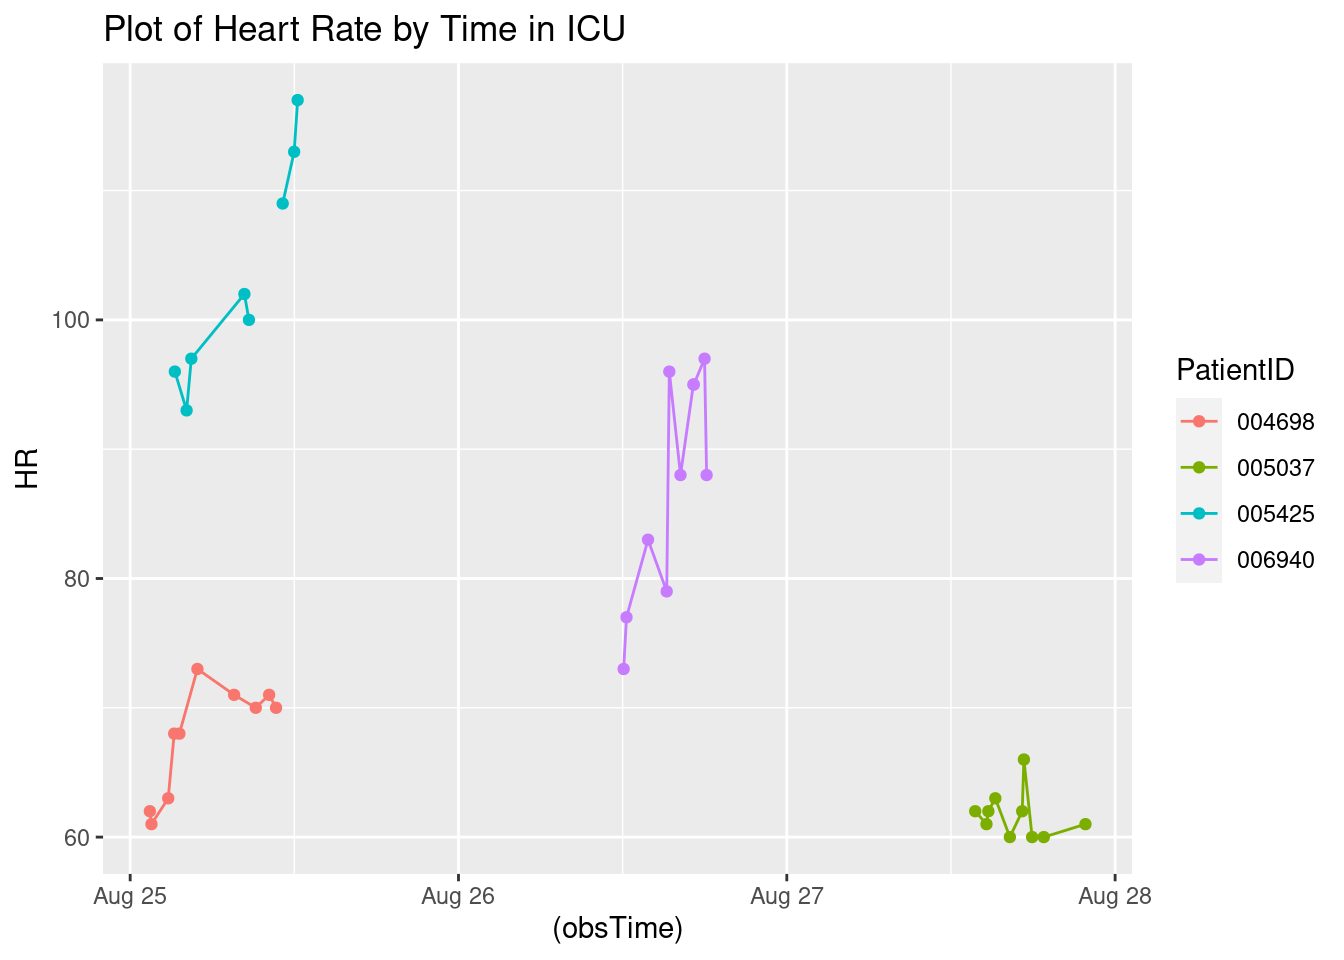 Plot of Heart Rate by Time in ICU
HR
100
80
60
Aug 25
Aug 26
Aug 27
Aug 28
(obsTime)
PatientID
004698
005037
005425
006940